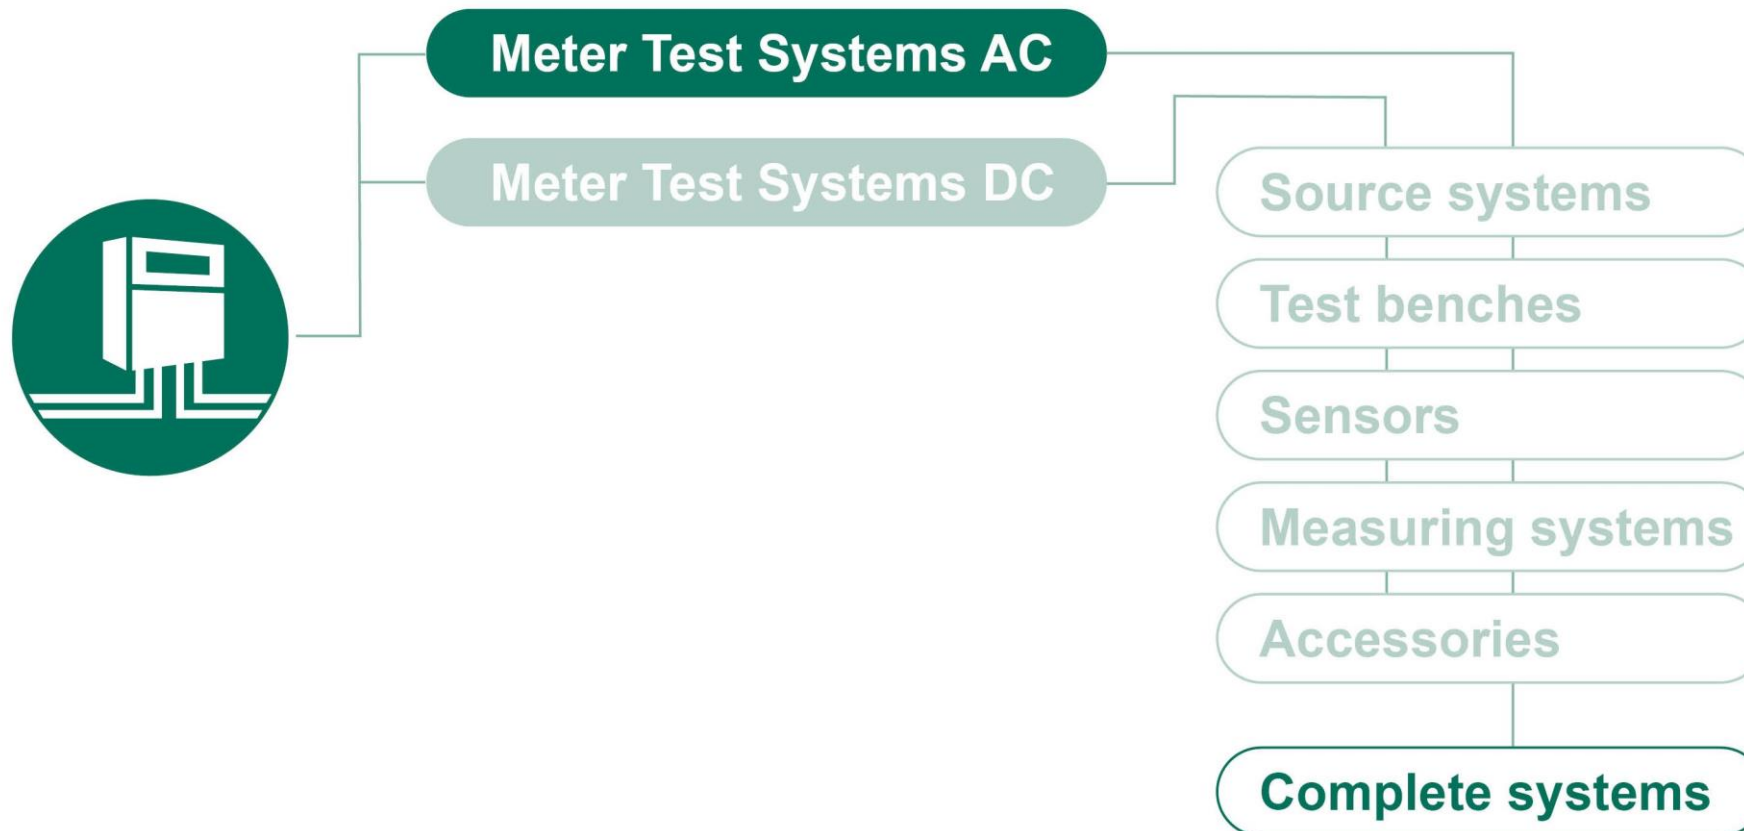 Meter Test Systems AC
Meter Test Systems DC
Source systems
Test benches
Sensors
Measuring systems
Accessories
Complete systems